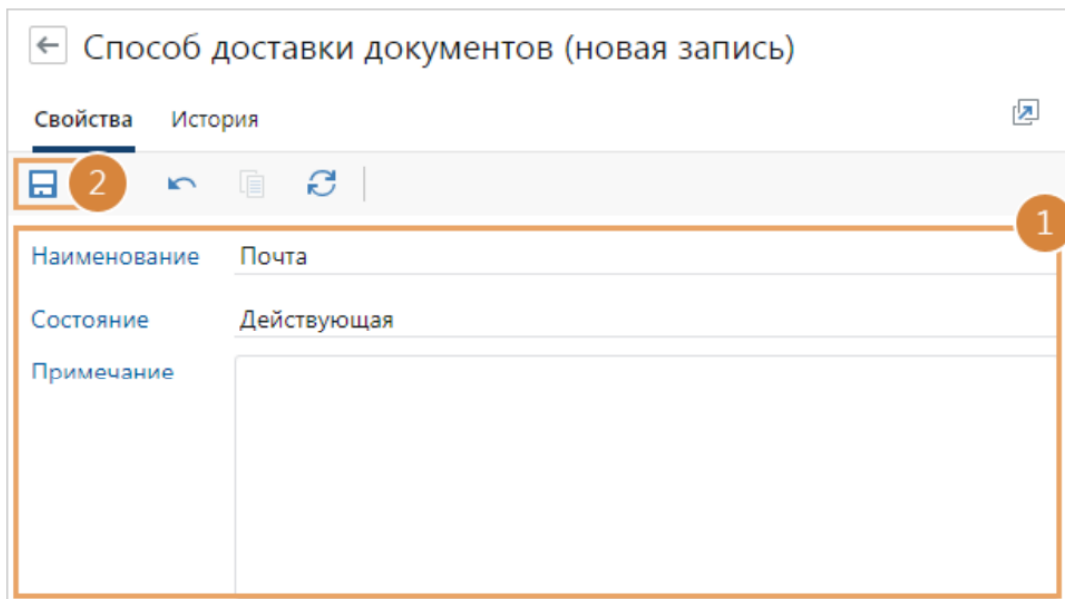 Способ доставки документов (новая запись)
Свойства История
2
1
Наименование Почта
Состояние Действующая
Примечание